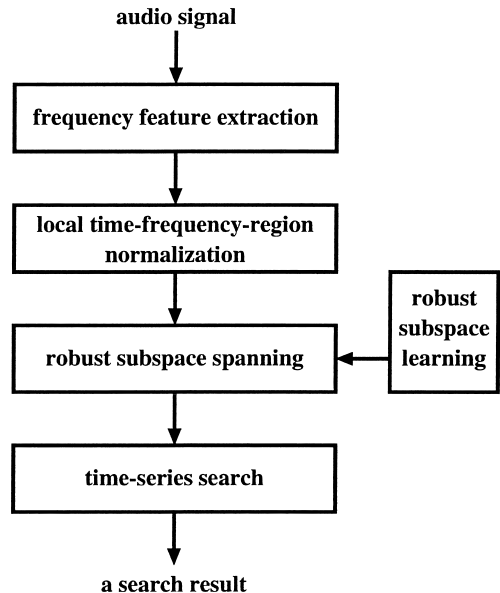 audio signal
frequency feature extraction
local time-frequency-region
normalization
robust
subspace
learning
robust subspace spanning
time-series search
a search result